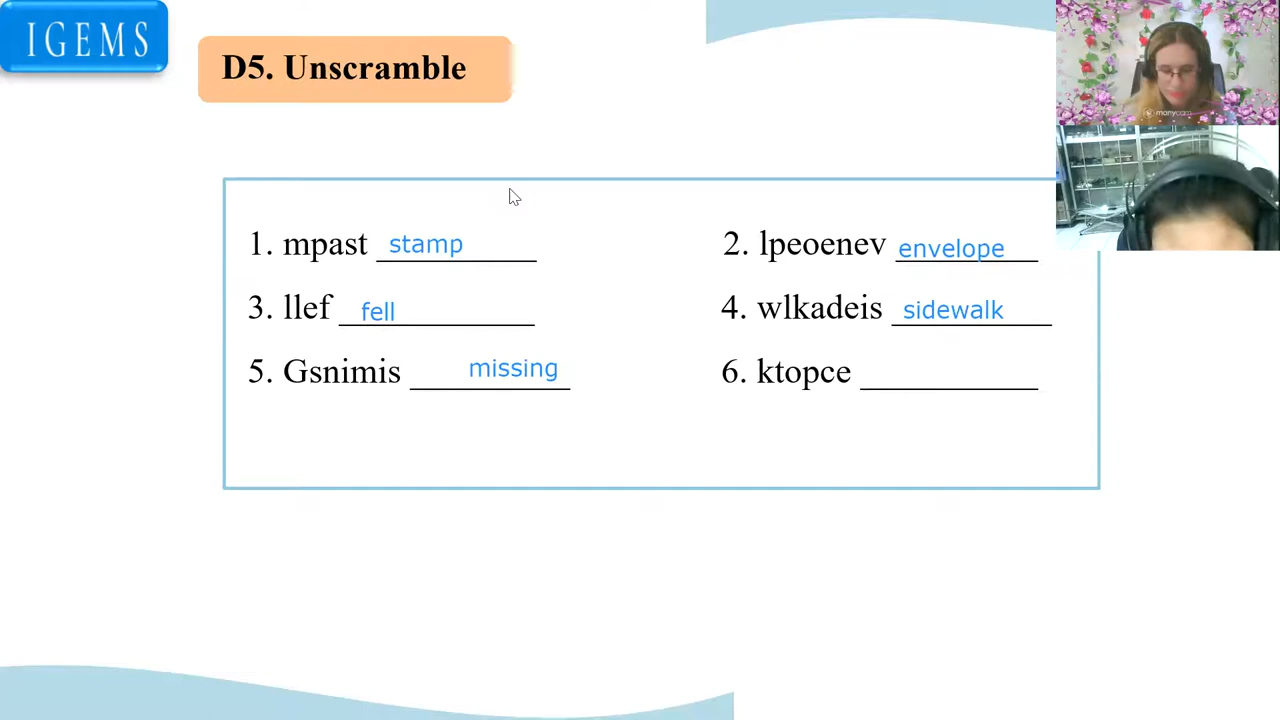 IGEMS
D5. Unscramble
1. mpast stamp
2. lpeoenev envelope
3. llef fell
4. wlkadeis sidewalk
5. Gsnimis missing
6. ktopce
manycam